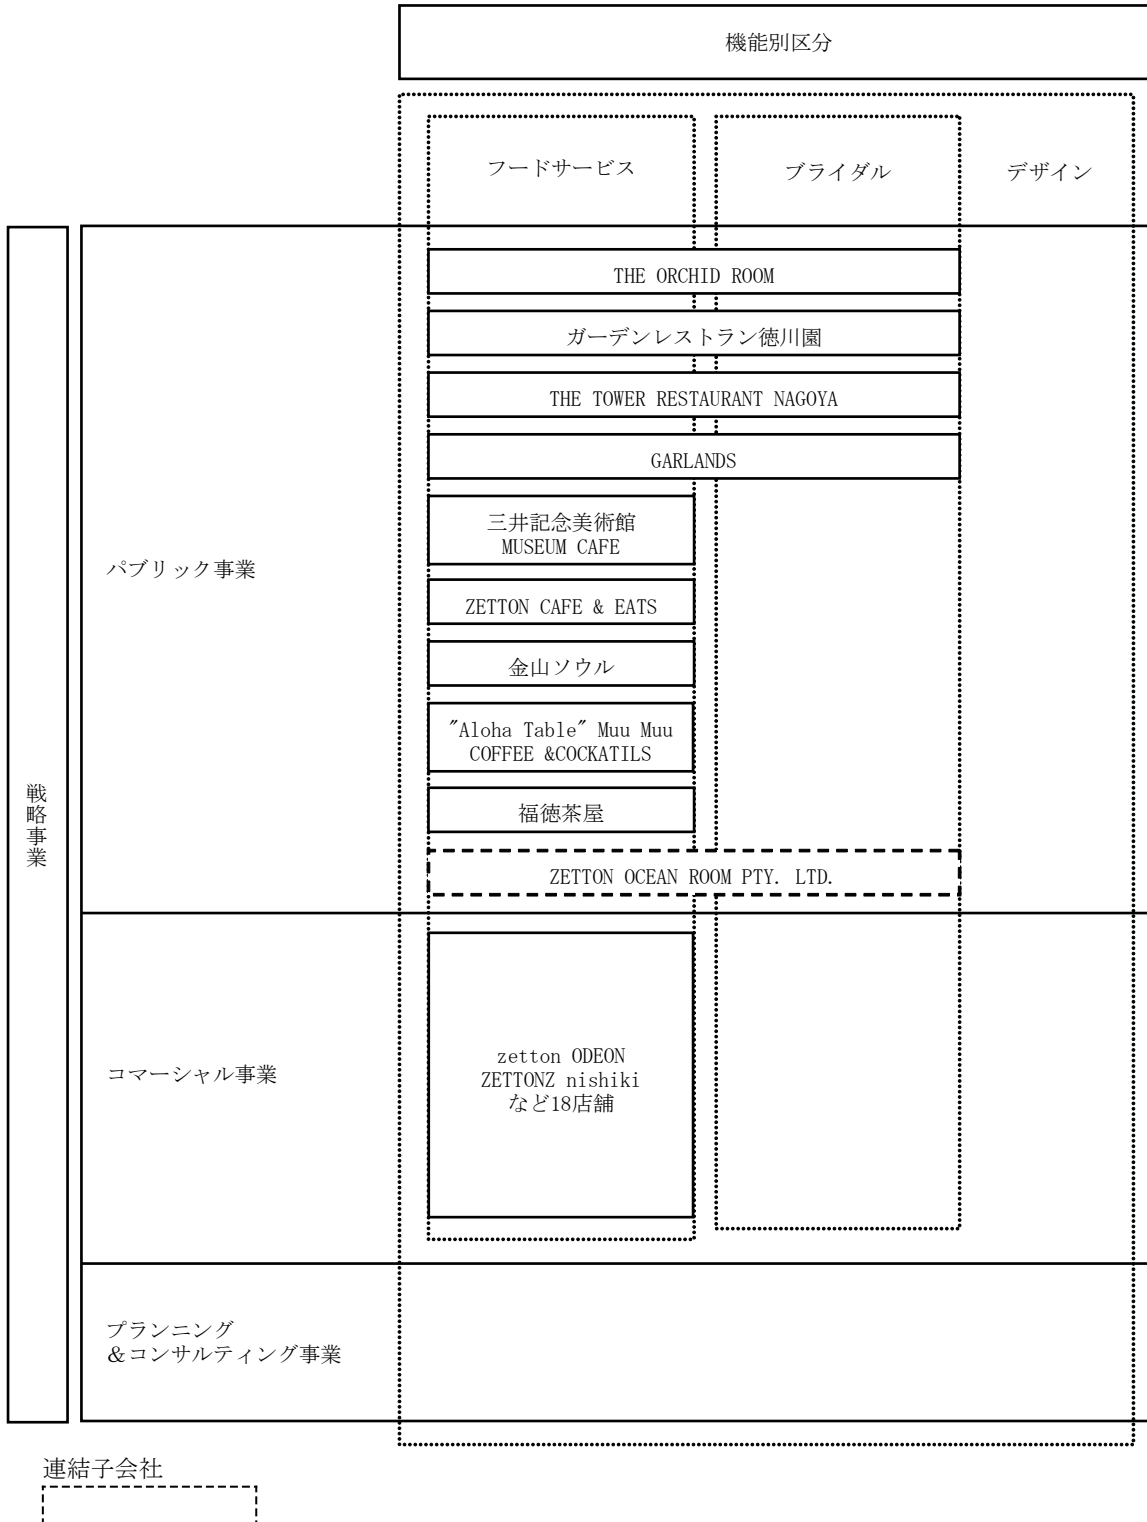 機能別区分
フードサービス
ブライダル
デザイン
戦略事業
パブリック事業
THE ORCHID ROOM
ガーデンレストラン徳川園
THE TOWER RESTAURANT NAGOYA
GARLANDS
三井記念美術館
MUSEUM CAFE
ZETTON CAFE & EATS
金山ソウル
"Aloha Table" Muu Muu
COFFEE &COCKATILS
福徳茶屋
ZETTON OCEAN ROOM PTY. LTD.
コマーシャル事業
zetton ODEON
ZETTONZ nishiki
など18店舗
プランニング
＆コンサルティング事業
連結子会社